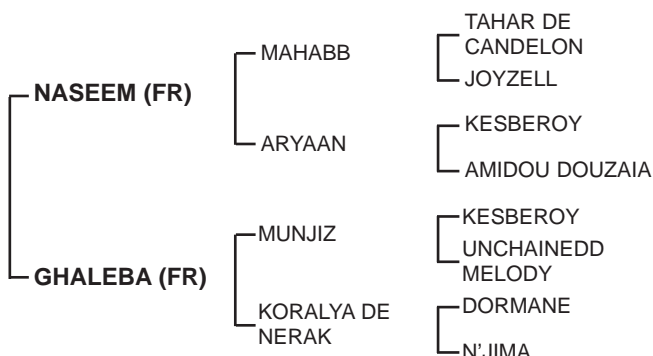 TAHAR DE
CANDELON
MAHABB
JOYZELL
NASEEM (FR)
KESBEROY
ARYAAN
AMIDOU DOUZAIA
KESBEROY
MUNJIZ
UNCHAINEDD
MELODY
GHALEBA (FR)
DORMANE
KORALYA DE
NERAK
N'JIMA